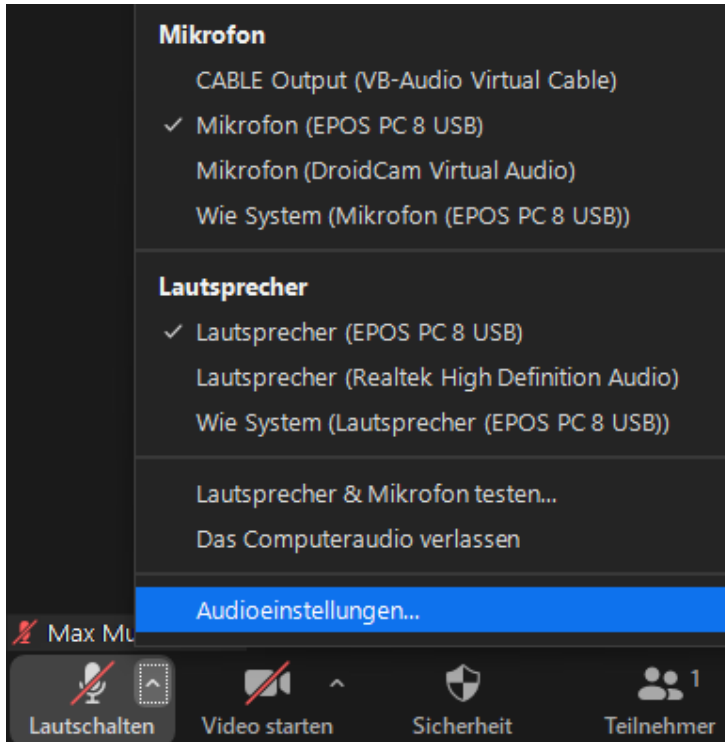 Mikrofon
CABLE Output (VB-Audio Virtual Cable)
Mikrofon (EPOS PC 8 USB)
Mikrofon (DroidCam Virtual Audio)
Wie System (Mikrofon (EPOS PC 8 USB))
Lautsprecher
Lautsprecher (EPOS PC 8 USB)
Lautsprecher (Realtek High Definition Audio)
Wie System (Lautsprecher (EPOS PC 8 USB))
Lautsprecher & Mikrofon testen...
Das Computeraudio verlassen
Audioeinstellungen...
Max Mu
1
Lautschalten Video starten Sicherheit Teilnehmer